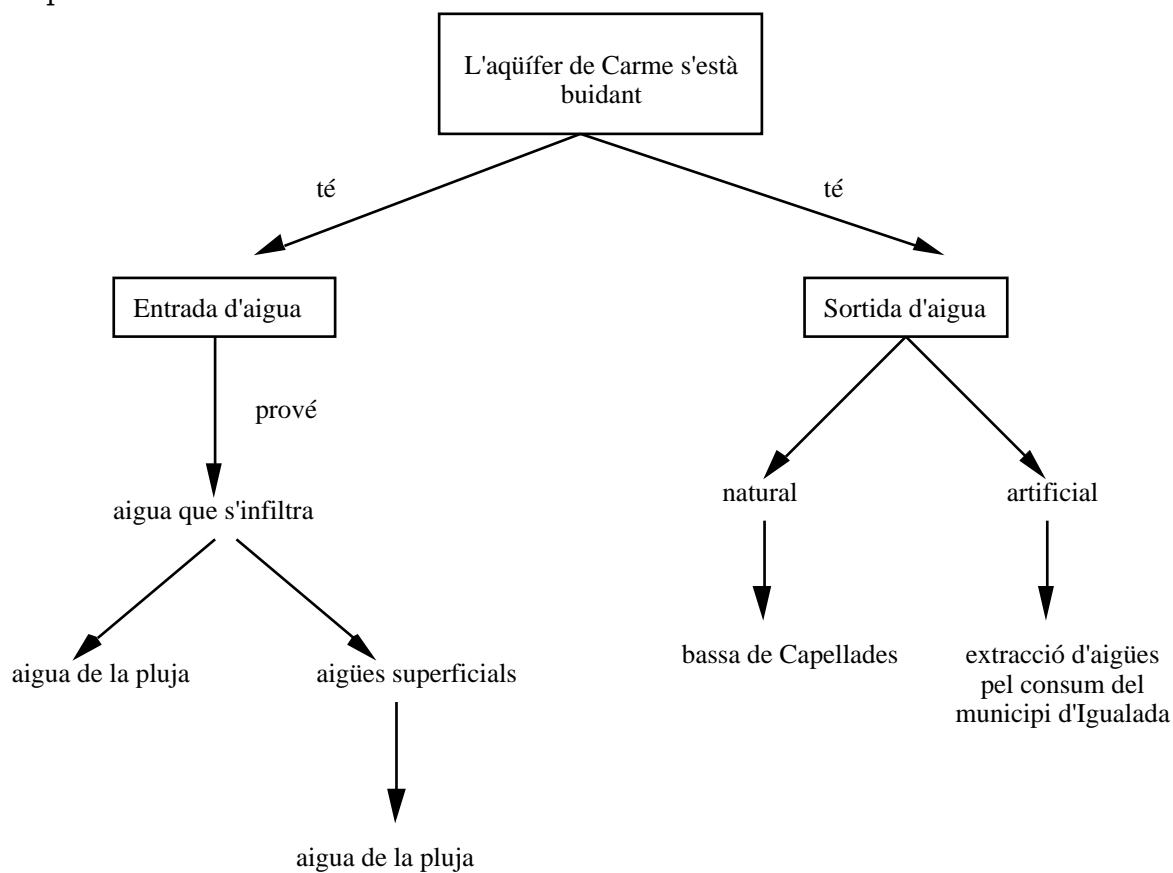 L'aqüífer de Carme s'està
buidant
té
té
Entrada d'aigua
Sortida d'aigua
prové
natural
artificial
aigua que s'infiltra
bassa de Capellades
extracció d'aigües
pel consum del
municipi d'Igualada
aigua de la pluja
aigües superficials
aigua de la pluja